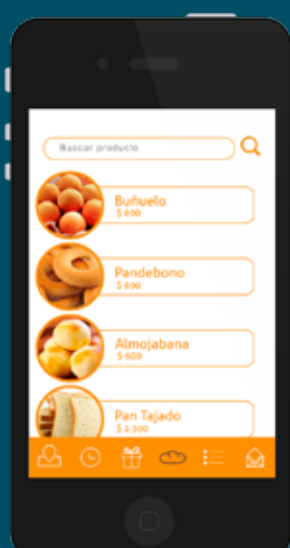 Buscar producto
Buñuelo
$ 600
Pandebono
$ 600
Almojabana
$ 600
Pan Tajado
$ 2.500